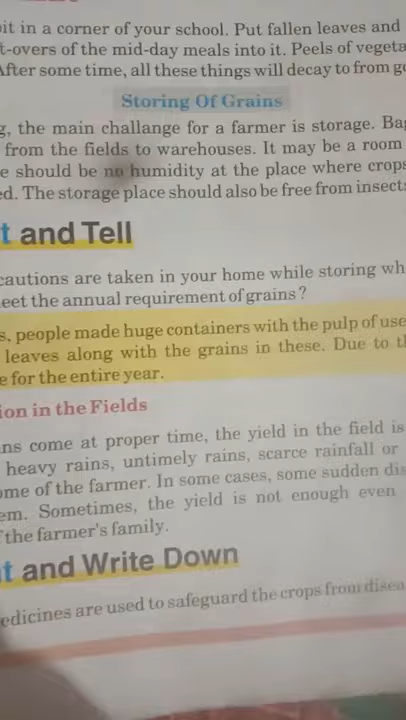 pit in a corner of your school. Put fallen leaves and
t-overs of the mid-day meals into it. Peels of vegeta
After some time, all these things will decay to from g
Storing Of Grains
g, the main challange for a farmer is storage. Ba
from the fields to warehouses. It may be a room
e should be no humidity at the place where crops
ed. The storage place should also be free from insect
t and Tell
cautions are taken in your home while storing wh
eet the annual requirement of grains?
s, people made huge containers with the pulp of use
leaves along with the grains in these. Due to t
e for the entire year.
ion in the Fields
ns come at proper time, the yield in the field is
heavy rains, untimely rains, scarce rainfall or
ome of the farmer. In some cases, some sudden dis
em. Sometimes, the yield is not enough even
f the farmer's family.
t and Write Down
edicines are used to safeguard the crops from disea